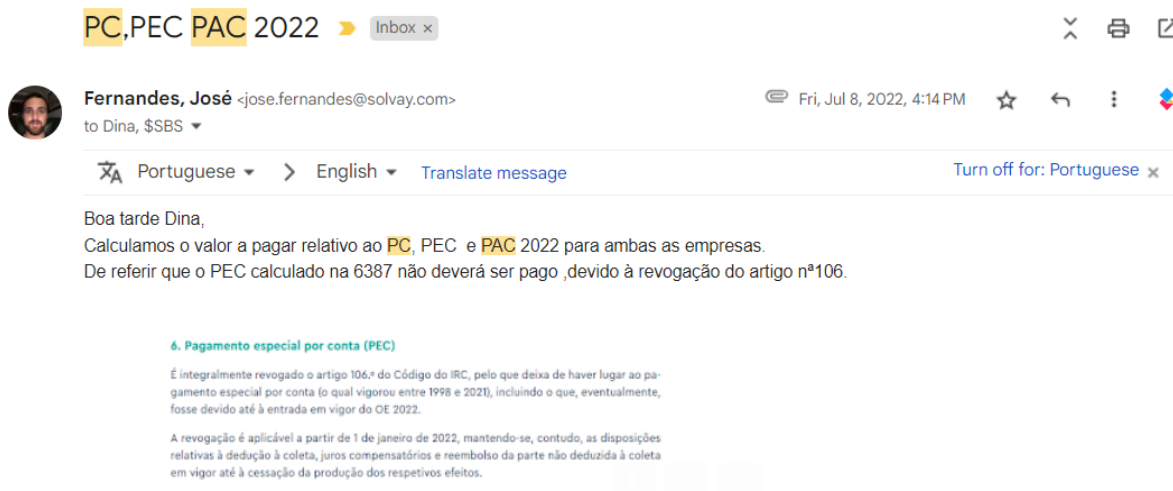 PC,PEC PAC 2022 Inbox ×
Fernandes, José <jose.fernandes@solvay.com> Fri, Jul 8, 2022, 4:14 PM
to Dina, $SBS
Portuguese > English Translate message Turn off for: Portuguese ×
Boa tarde Dina,
Calculamos o valor a pagar relativo ao PC, PEC e PAC 2022 para ambas as empresas.
De referir que o PEC calculado na 6387 não deverá ser pago ,devido à revogação do artigo nª106.
6. Pagamento especial por conta (PEC)
É integralmente revogado o artigo 106.º do Código do IRC, pelo que deixa de haver lugar ao pa-
gamento especial por conta (o qual vigorou entre 1998 e 2021), incluindo o que, eventualmente,
fosse devido até à entrada em vigor do OE 2022.
A revogação é aplicável a partir de 1 de janeiro de 2022, mantendo-se, contudo, as disposições
relativas à dedução à coleta, juros compensatórios e reembolso da parte não deduzida à coleta
em vigor até à cessação da produção dos respetivos efeitos.